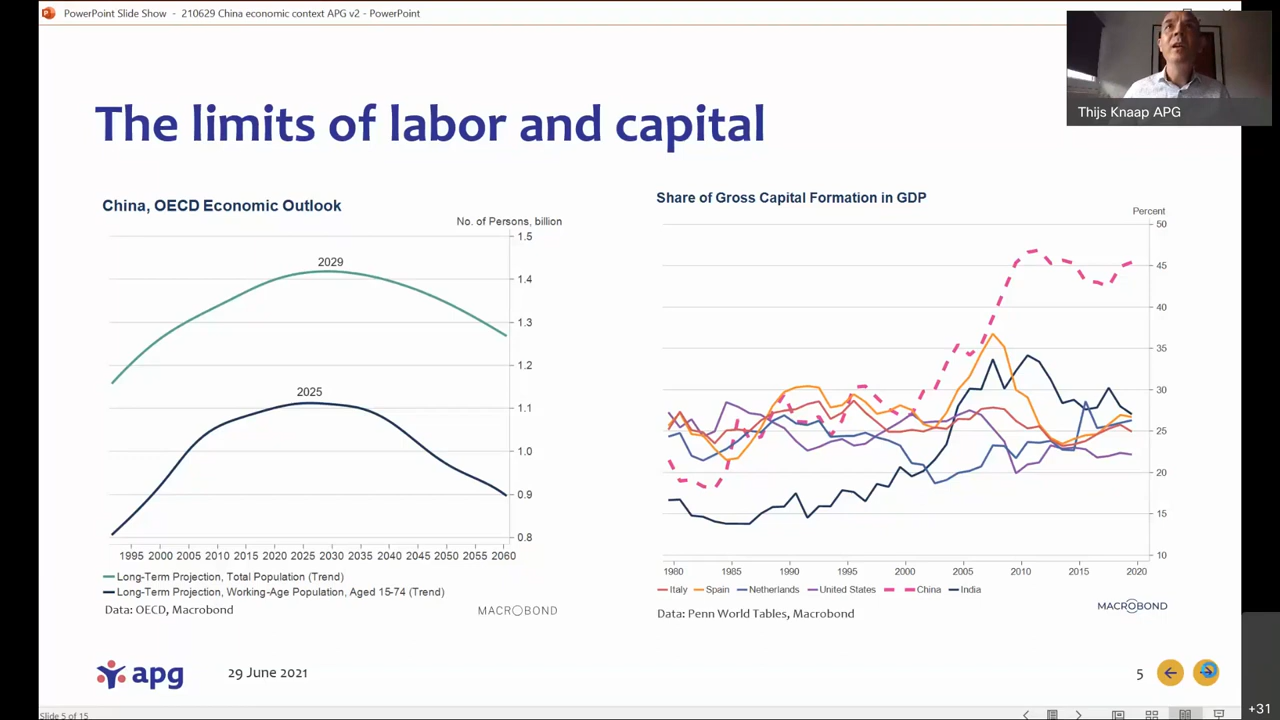 PowerPoint Slide Show - 210629 China economic context APG v2 - PowerPoint
Thijs Knaap APG
The limits of labor and capital
China, OECD Economic Outlook
No. of Persons, billion
1.5
1.4
1.3
1.2
1.1
1.0
0.9
0.8
2029
2025
1995 2000 2005 2010 2015 2020 2025 2030 2035 2040 2045 2050 2055 2060
Long-Term Projection, Total Population (Trend)
Long-Term Projection, Working-Age Population, Aged 15-74 (Trend)
Data: OECD, Macrobond
MACROBOND
Share of Gross Capital Formation in GDP
Percent
50
45
40
35
30
25
20
15
10
1980 1985 1990 1995 2000 2005 2010 2015 2020
Italy Spain Netherlands United States China India
Data: Penn World Tables, Macrobond
MACROBOND
apg
29 June 2021
5
Slide 5 of 15
+31